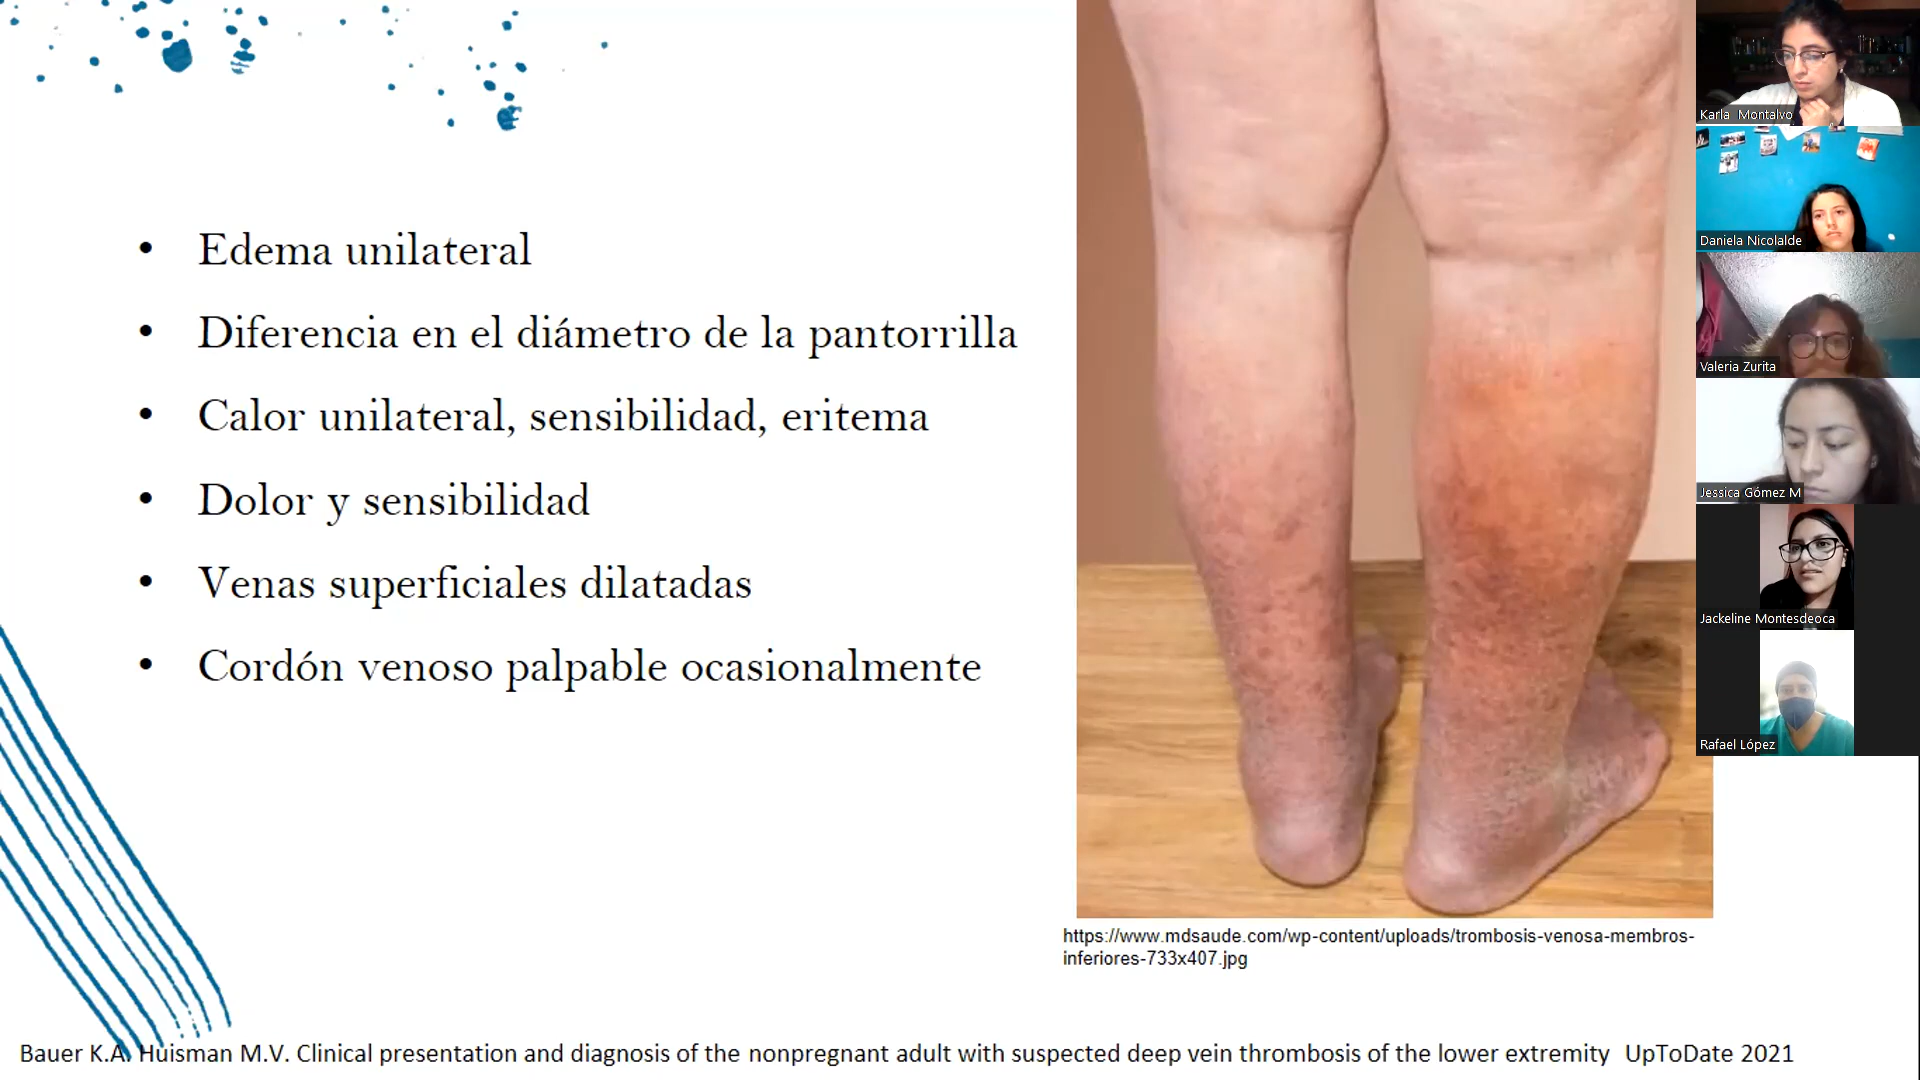 • Edema unilateral
• Diferencia en el diámetro de la pantorrilla
• Calor unilateral, sensibilidad, eritema
• Dolor y sensibilidad
• Venas superficiales dilatadas
• Cordón venoso palpable ocasionalmente
https://www.mdsaude.com/wp-content/uploads/trombosis-venosa-membros-
inferiores-733x407.jpg
Bauer K.A. Huisman M.V. Clinical presentation and diagnosis of the nonpregnant adult with suspected deep vein thrombosis of the lower extremity UpToDate 2021
Karla Montalvo
Daniela Nicolalde
Valeria Zurita
Jessica Gómez M
Jackeline Montesdeoca
Rafael López